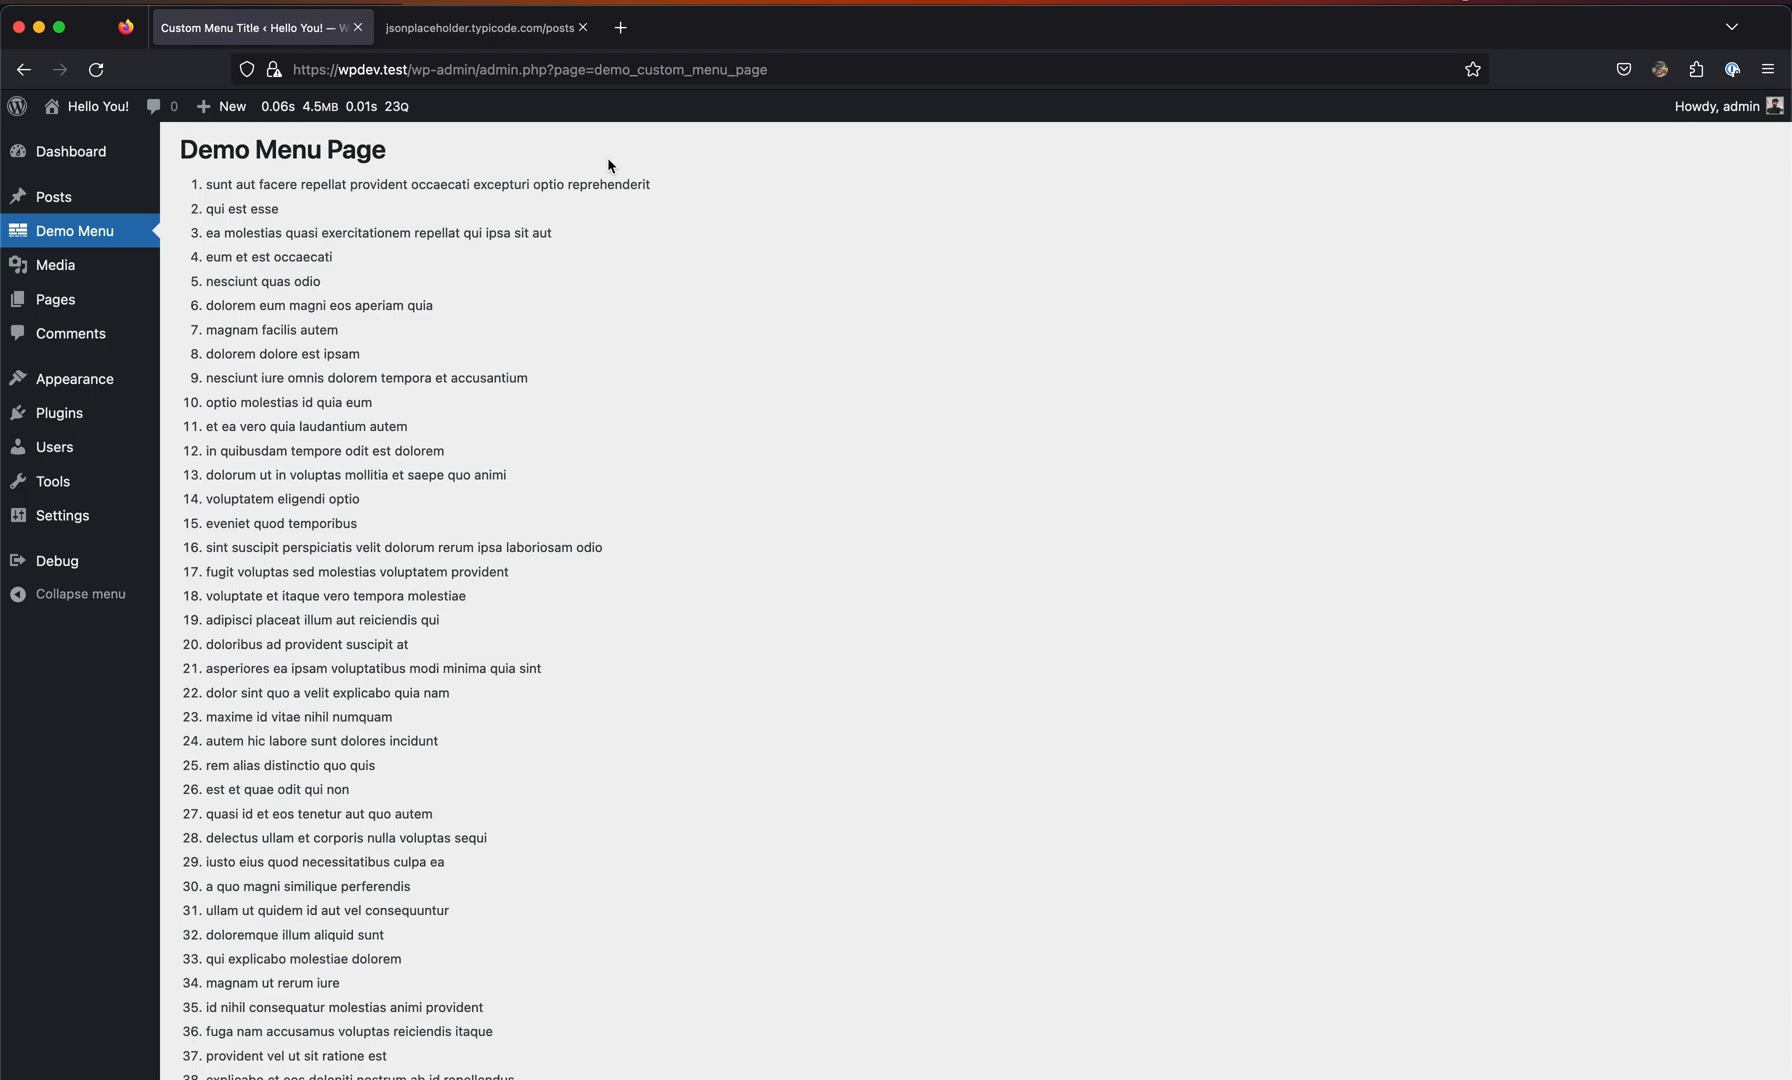 Custom Menu Title ‹ Hello You! — W
jsonplaceholder.typicode.com/posts
https://wpdev.test/wp-admin/admin.php?page=demo_custom_menu_page
Hello You! 0 New 0.06s 4.5MB 0.01s 23Q
Howdy, admin
Dashboard
Posts
Demo Menu
Media
Pages
Comments
Appearance
Plugins
Users
Tools
Settings
Debug
Collapse menu
Demo Menu Page
1. sunt aut facere repellat provident occaecati excepturi optio reprehenderit
2. qui est esse
3. ea molestias quasi exercitationem repellat qui ipsa sit aut
4. eum et est occaecati
5. nesciunt quas odio
6. dolorem eum magni eos aperiam quia
7. magnam facilis autem
8. dolorem dolore est ipsam
9. nesciunt iure omnis dolorem tempora et accusantium
10. optio molestias id quia eum
11. et ea vero quia laudantium autem
12. in quibusdam tempore odit est dolorem
13. dolorum ut in voluptas mollitia et saepe quo animi
14. voluptatem eligendi optio
15. eveniet quod temporibus
16. sint suscipit perspiciatis velit dolorum rerum ipsa laboriosam odio
17. fugit voluptas sed molestias voluptatem provident
18. voluptate et itaque vero tempora molestiae
19. adipisci placeat illum aut reiciendis qui
20. doloribus ad provident suscipit at
21. asperiores ea ipsam voluptatibus modi minima quia sint
22. dolor sint quo a velit explicabo quia nam
23. maxime id vitae nihil numquam
24. autem hic labore sunt dolores incidunt
25. rem alias distinctio quo quis
26. est et quae odit qui non
27. quasi id et eos tenetur aut quo autem
28. delectus ullam et corporis nulla voluptas sequi
29. iusto eius quod necessitatibus culpa ea
30. a quo magni similique perferendis
31. ullam ut quidem id aut vel consequuntur
32. doloremque illum aliquid sunt
33. qui explicabo molestiae dolorem
34. magnam ut rerum iure
35. id nihil consequatur molestias animi provident
36. fuga nam accusamus voluptas reiciendis itaque
37. provident vel ut sit ratione est
38. explicabo et eos deleniti nostrum ab id repellendus